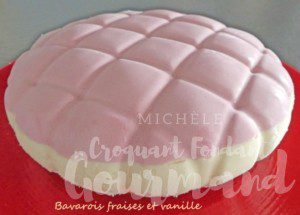 MICHÈLE
Croquant Fondant
Gourmand
Bavarois fraises et vanille